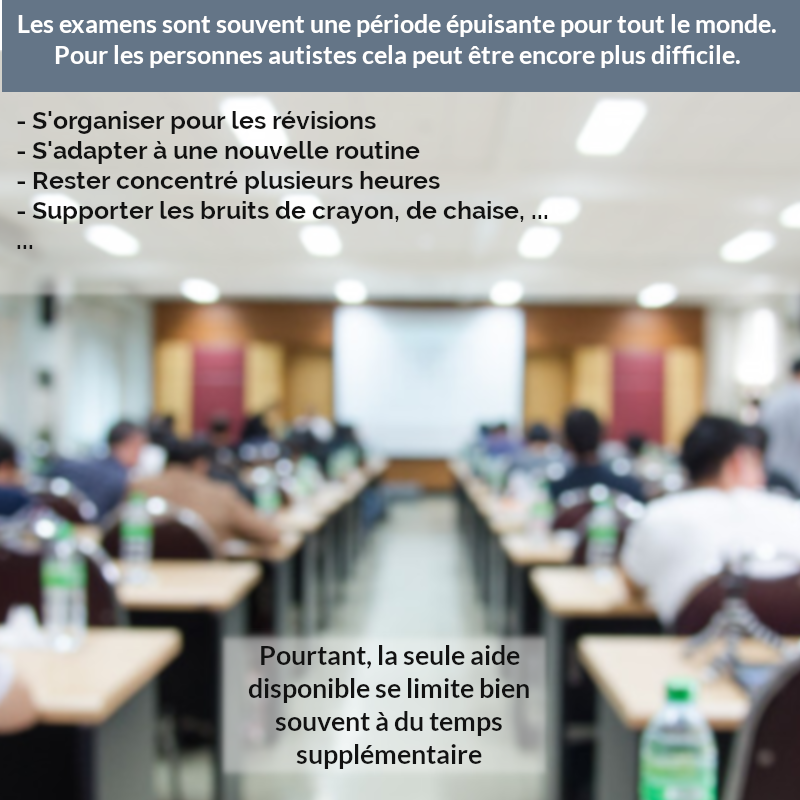 Les examens sont souvent une période épuisante pour tout le monde.
Pour les personnes autistes cela peut être encore plus difficile.
- S'organiser pour les révisions
- S'adapter à une nouvelle routine
- Rester concentré plusieurs heures
- Supporter les bruits de crayon, de chaise, ...
...
Pourtant, la seule aide
disponible se limite bien
souvent à du temps
supplémentaire